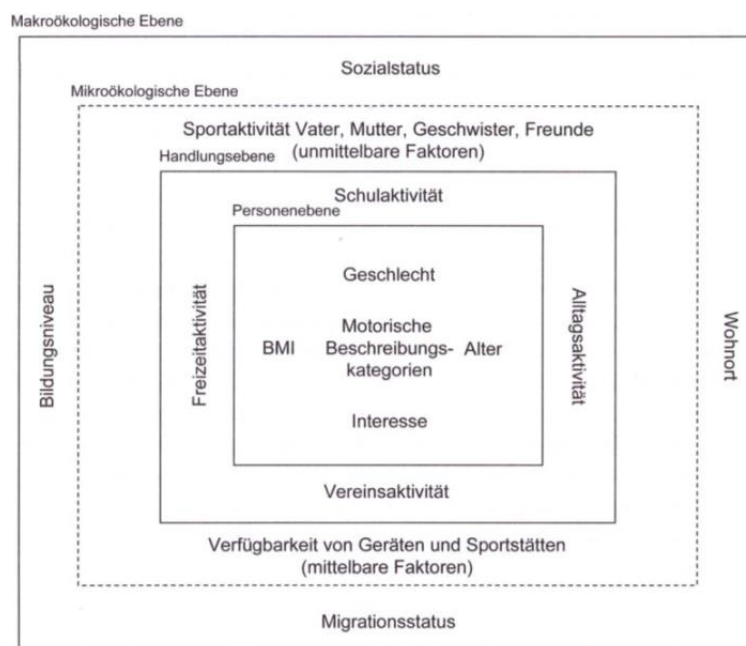 Makroökologische Ebene
Sozialstatus
Mikroökologische Ebene
Sportaktivität Vater, Mutter, Geschwister, Freunde
(unmittelbare Faktoren)
Handlungsebene
Schulaktivität
Personenebene
Geschlecht
Bildungsniveau
Freizeitaktivität
BMI
Motorische
Beschreibungs-
kategorien
Alter
Alltagsaktivität
Wohnort
Interesse
Vereinsaktivität
Verfügbarkeit von Geräten und Sportstätten
(mittelbare Faktoren)
Migrationsstatus